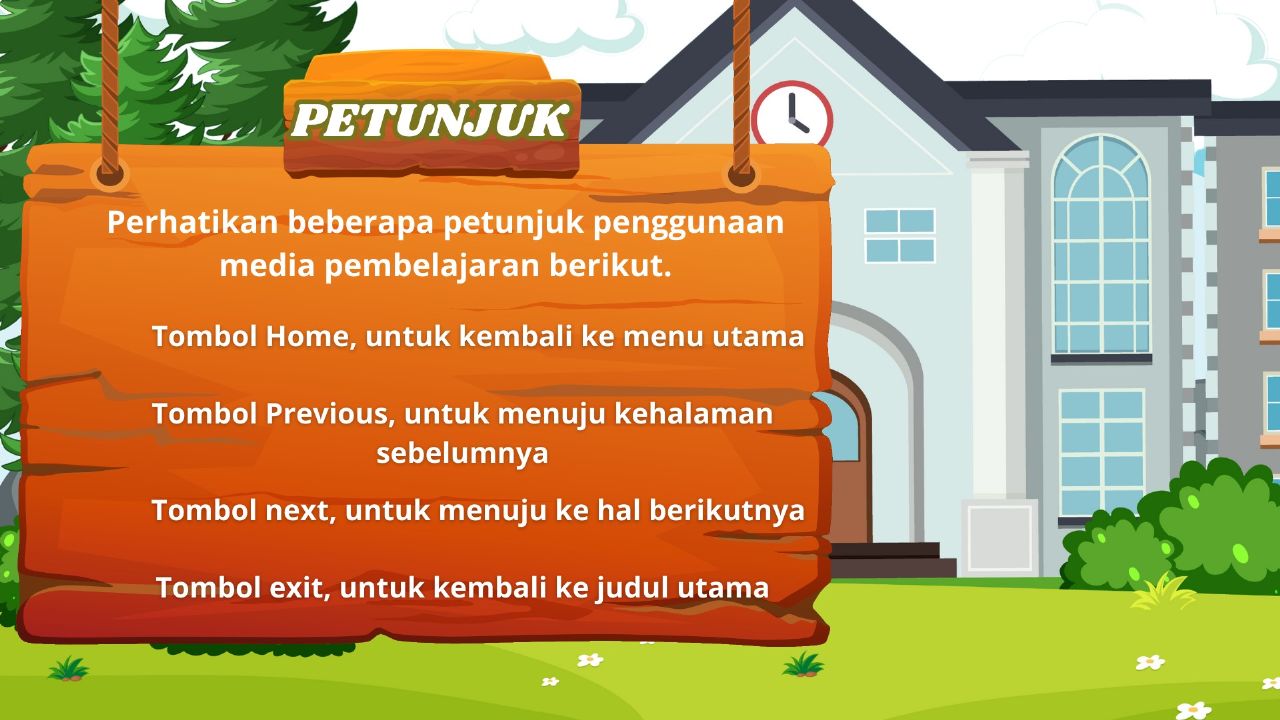 PETUNJUK
Perhatikan beberapa petunjuk penggunaan
media pembelajaran berikut.
Tombol Home, untuk kembali ke menu utama
Tombol Previous, untuk menuju kehalaman
sebelumnya
Tombol next, untuk menuju ke hal berikutnya
Tombol exit, untuk kembali ke judul utama